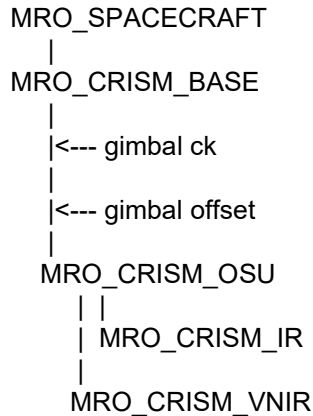 MRO_SPACECRAFT
|
MRO_CRISM_BASE
|
|<--- gimbal ck
|
|<--- gimbal offset
|
MRO_CRISM_OSU
| |
| MRO_CRISM_IR
|
MRO_CRISM_VNIR